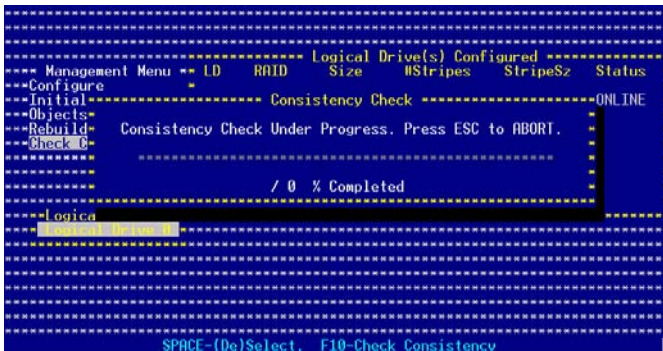 Logical Drive(s) Configured
Management Menu LD RAID Size #Stripes StripeSz Status
Configure
Initial Consistency Check ONLINE
Objects
Rebuild Consistency Check Under Progress. Press ESC to ABORT.
Check C
/ 0 % Completed
Logica
Logical Drive 0
SPACE-(De)Select. F10-Check Consistency